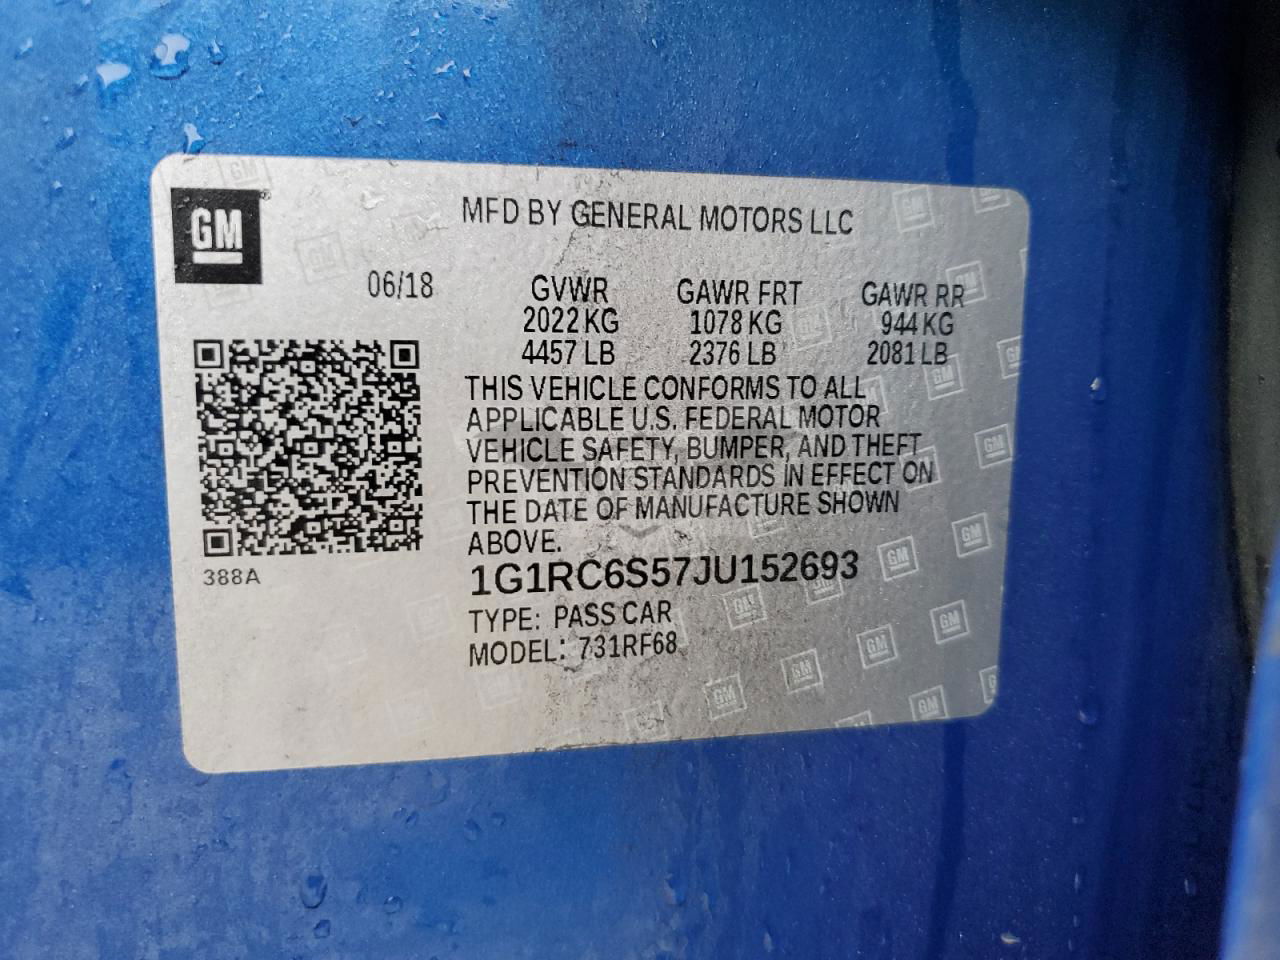 GM
MFD BY GENERAL MOTORS LLC
06/18
GVWR GAWR FRT GAWR RR
2022 KG 1078 KG 944 KG
4457 LB 2376 LB 2081 LB
THIS VEHICLE CONFORMS TO ALL
APPLICABLE U.S. FEDERAL MOTOR
VEHICLE SAFETY, BUMPER, AND THEFT
PREVENTION STANDARDS IN EFFECT ON
THE DATE OF MANUFACTURE SHOWN
ABOVE.
388A
1G1RC6S57JU152693
TYPE: PASS CAR
MODEL: 731RF68